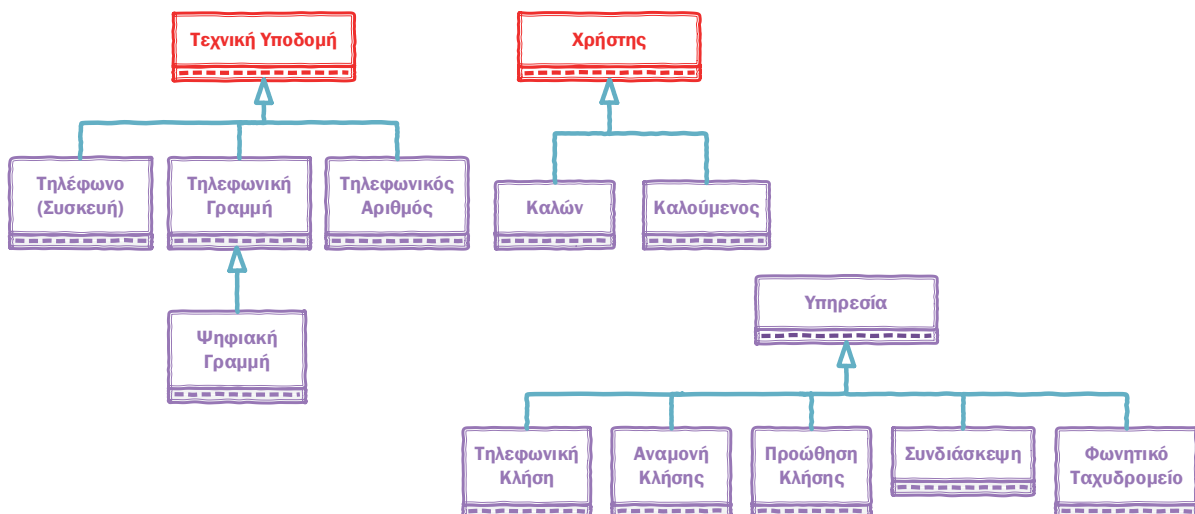 Τεχνική Υποδομή
Χρήστης
Τηλέφωνο
(Συσκευή)
Τηλεφωνική
Γραμμή
Τηλεφωνικός
Αριθμός
Καλών
Καλούμενος
Ψηφιακή
Γραμμή
Υπηρεσία
Τηλεφωνική
Κλήση
Αναμονή
Κλήσης
Προώθηση
Κλήσης
Συνδιάσκεψη
Φωνητικό
Ταχυδρομείο